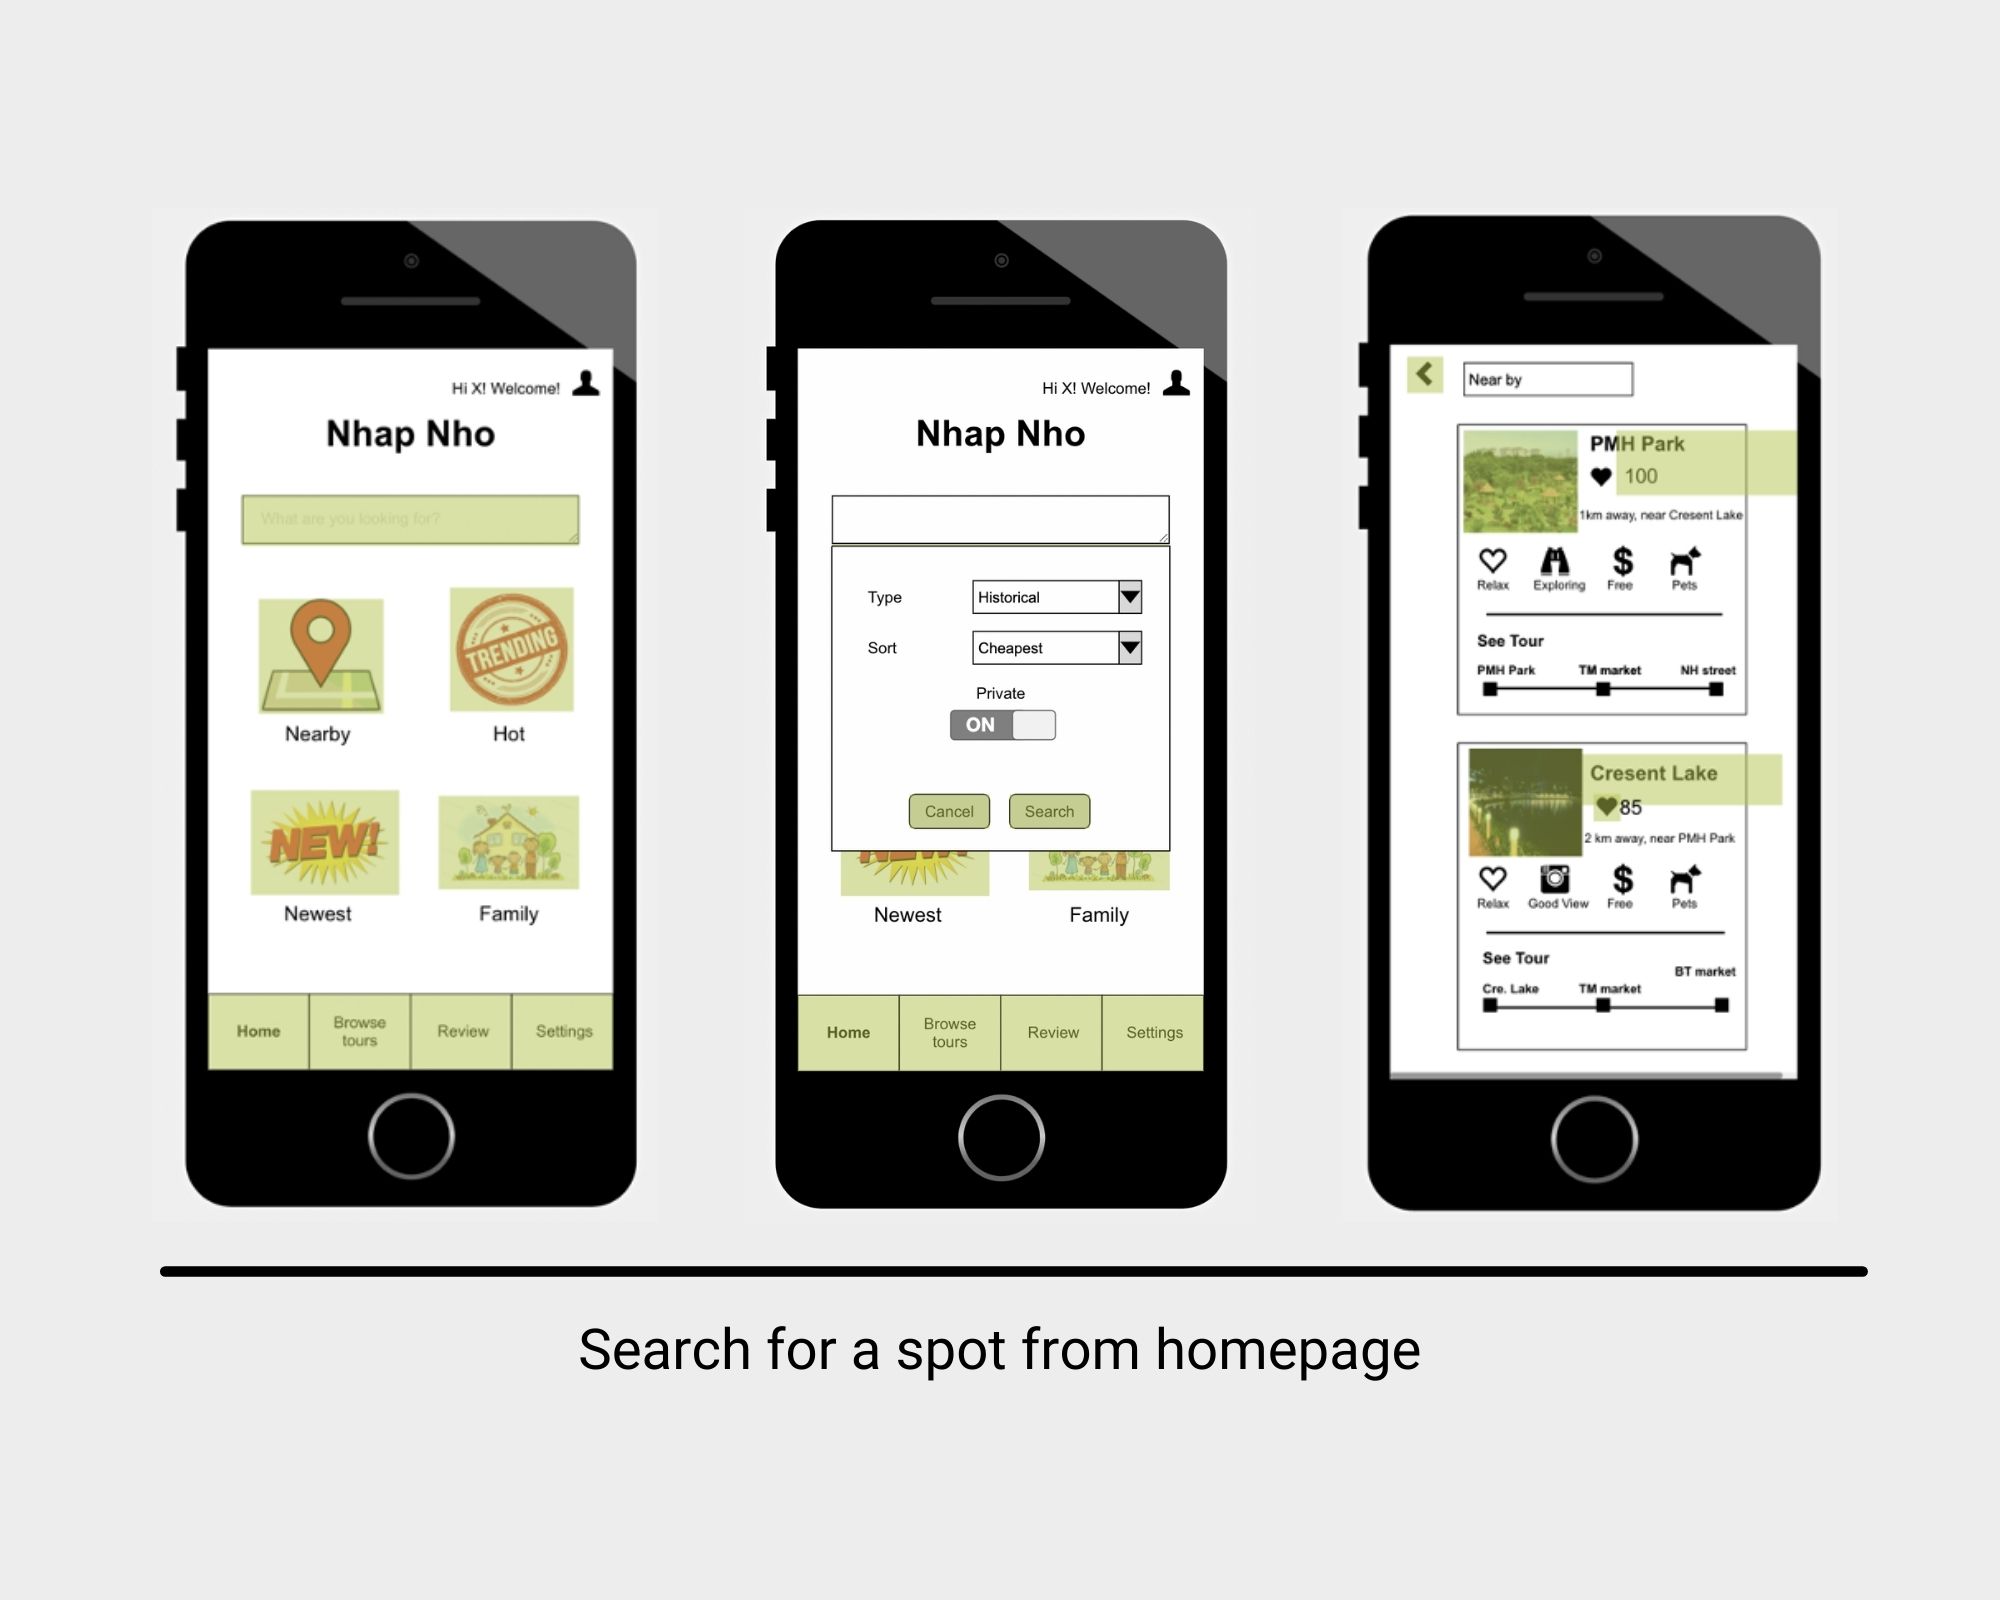 Hi X! Welcome!
Nhap Nho
What are you looking for?
TRENDING
Nearby
Hot
NEW!
Newest
Family
Home
Browse
tours
Review
Settings
Hi X! Welcome!
Nhap Nho
Type
Historical
Sort
Cheapest
Private
ON
Cancel
Search
NEW!
Newest
Family
Home
Browse
tours
Review
Settings
Near by
PMH Park
100
1km away, near Cresent Lake
Relax
Exploring
Free
Pets
See Tour
PMH Park
TM market
NH street
Cresent Lake
85
2 km away, near PMH Park
Relax
Good View
Free
Pets
See Tour
BT market
Cre. Lake
TM market
Search for a spot from homepage